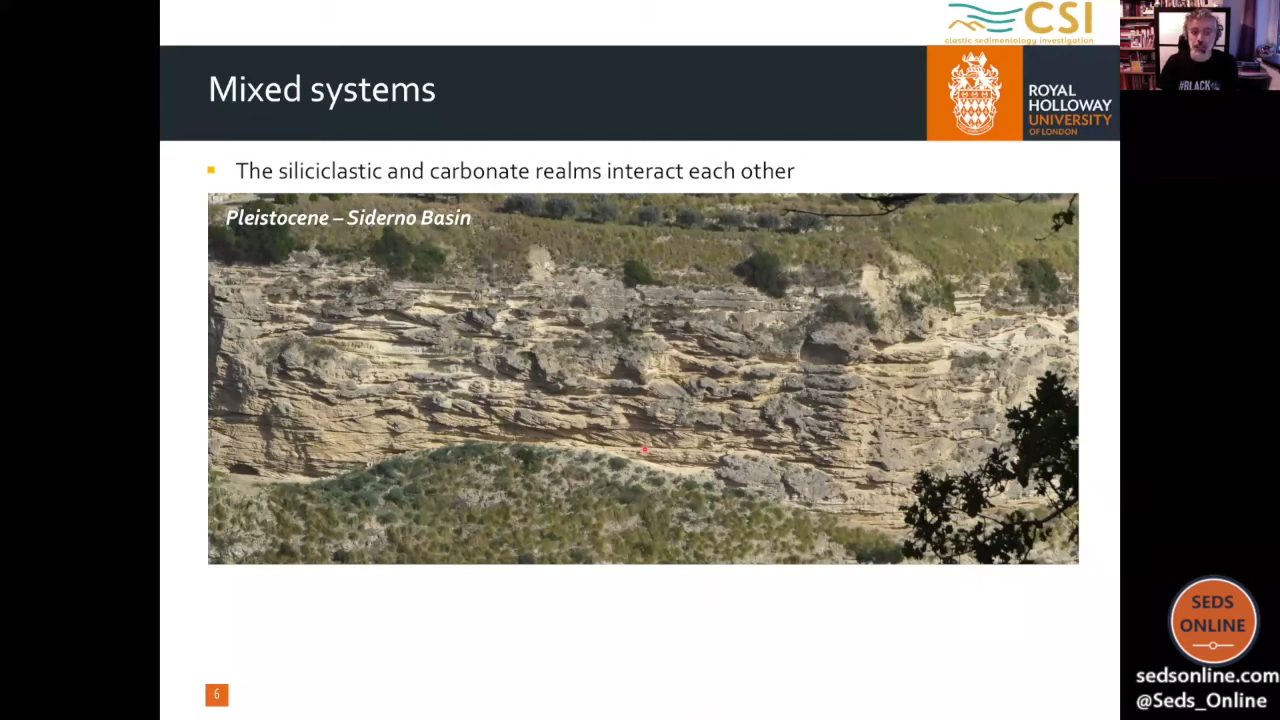 CSI
clastic sedimentology investigation
Mixed systems
ROYAL
HOLLOWAY
UNIVERSITY
OF LONDON
#BLACK
▪ The siliciclastic and carbonate realms interact each other
Pleistocene – Siderno Basin
SEDS
ONLINE
sedsonline.com
@Seds_Online
6